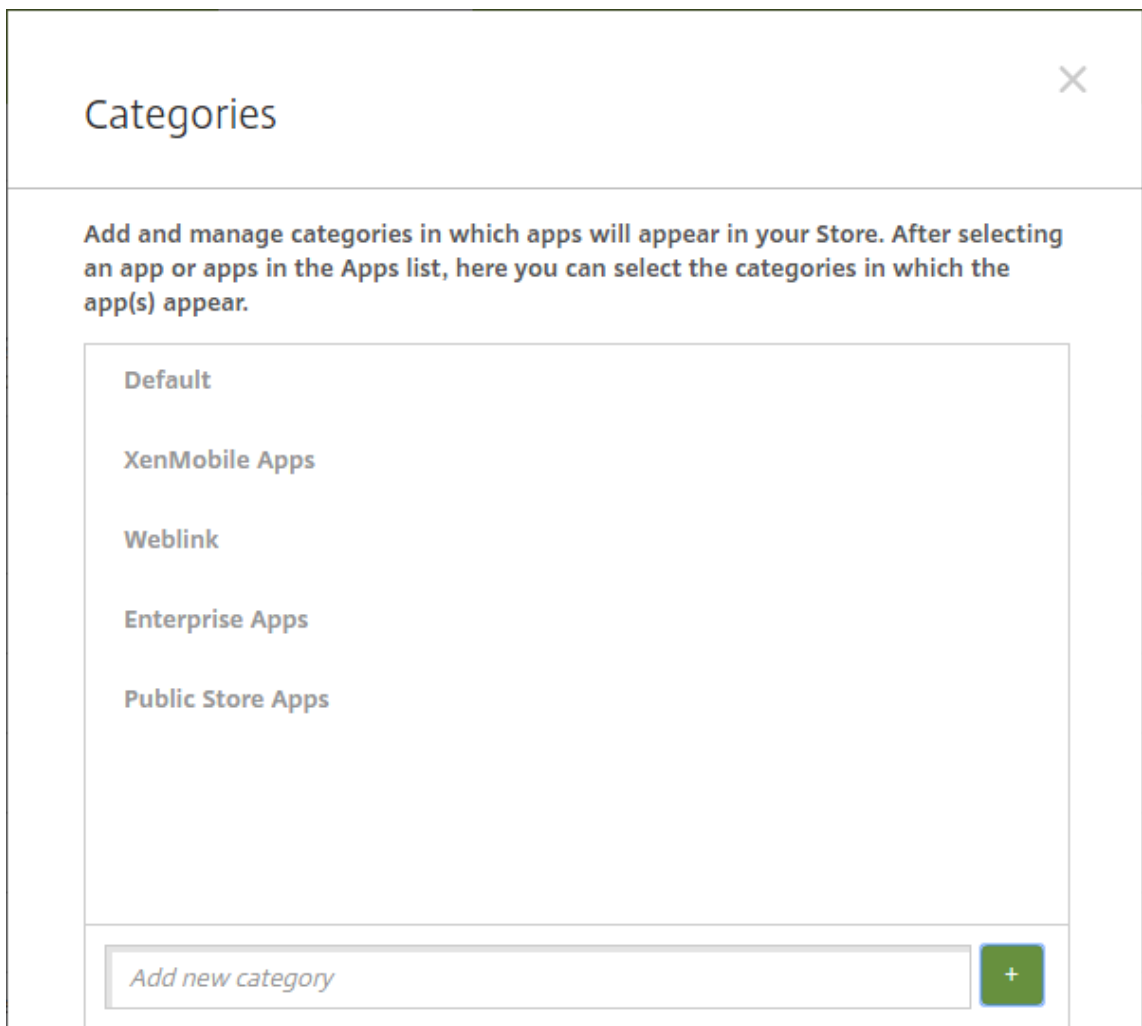 Categories
Add and manage categories in which apps will appear in your Store. After selecting
an app or apps in the Apps list, here you can select the categories in which the
app(s) appear.
Default
XenMobile Apps
Weblink
Enterprise Apps
Public Store Apps
Add new category
+